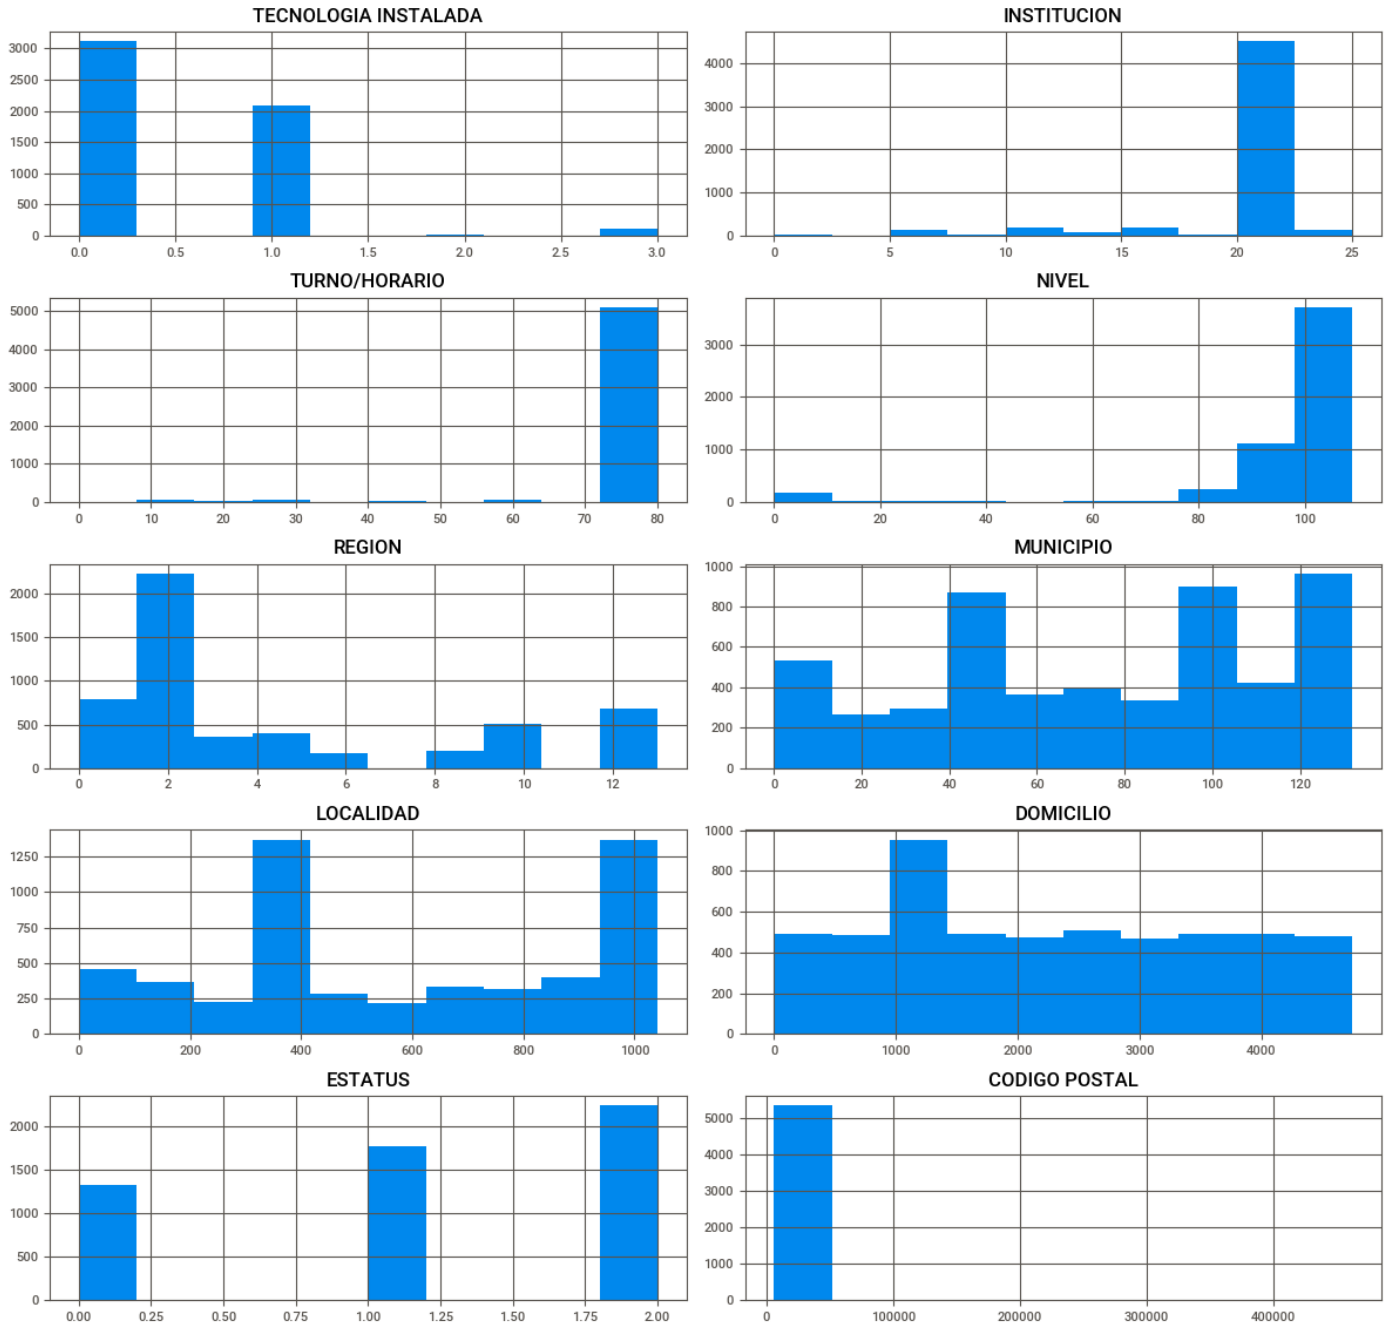 TECNOLOGIA INSTALADA
3000
2500
2000
1500
1000
500
0
0.0 0.5 1.0 1.5 2.0 2.5 3.0
INSTITUCION
4000
3000
2000
1000
0
0 5 10 15 20 25
TURNO/HORARIO
5000
4000
3000
2000
1000
0
0 10 20 30 40 50 60 70 80
NIVEL
3000
2000
1000
0
0 20 40 60 80 100
REGION
2000
1500
1000
500
0
0 2 4 6 8 10 12
MUNICIPIO
1000
800
600
400
200
0
0 20 40 60 80 100 120
LOCALIDAD
1250
1000
750
500
250
0
0 200 400 600 800 1000
DOMICILIO
1000
800
600
400
200
0
0 1000 2000 3000 4000
ESTATUS
2000
1500
1000
500
0
0.00 0.25 0.50 0.75 1.00 1.25 1.50 1.75 2.00
CODIGO POSTAL
5000
4000
3000
2000
1000
0
0 100000 200000 300000 400000